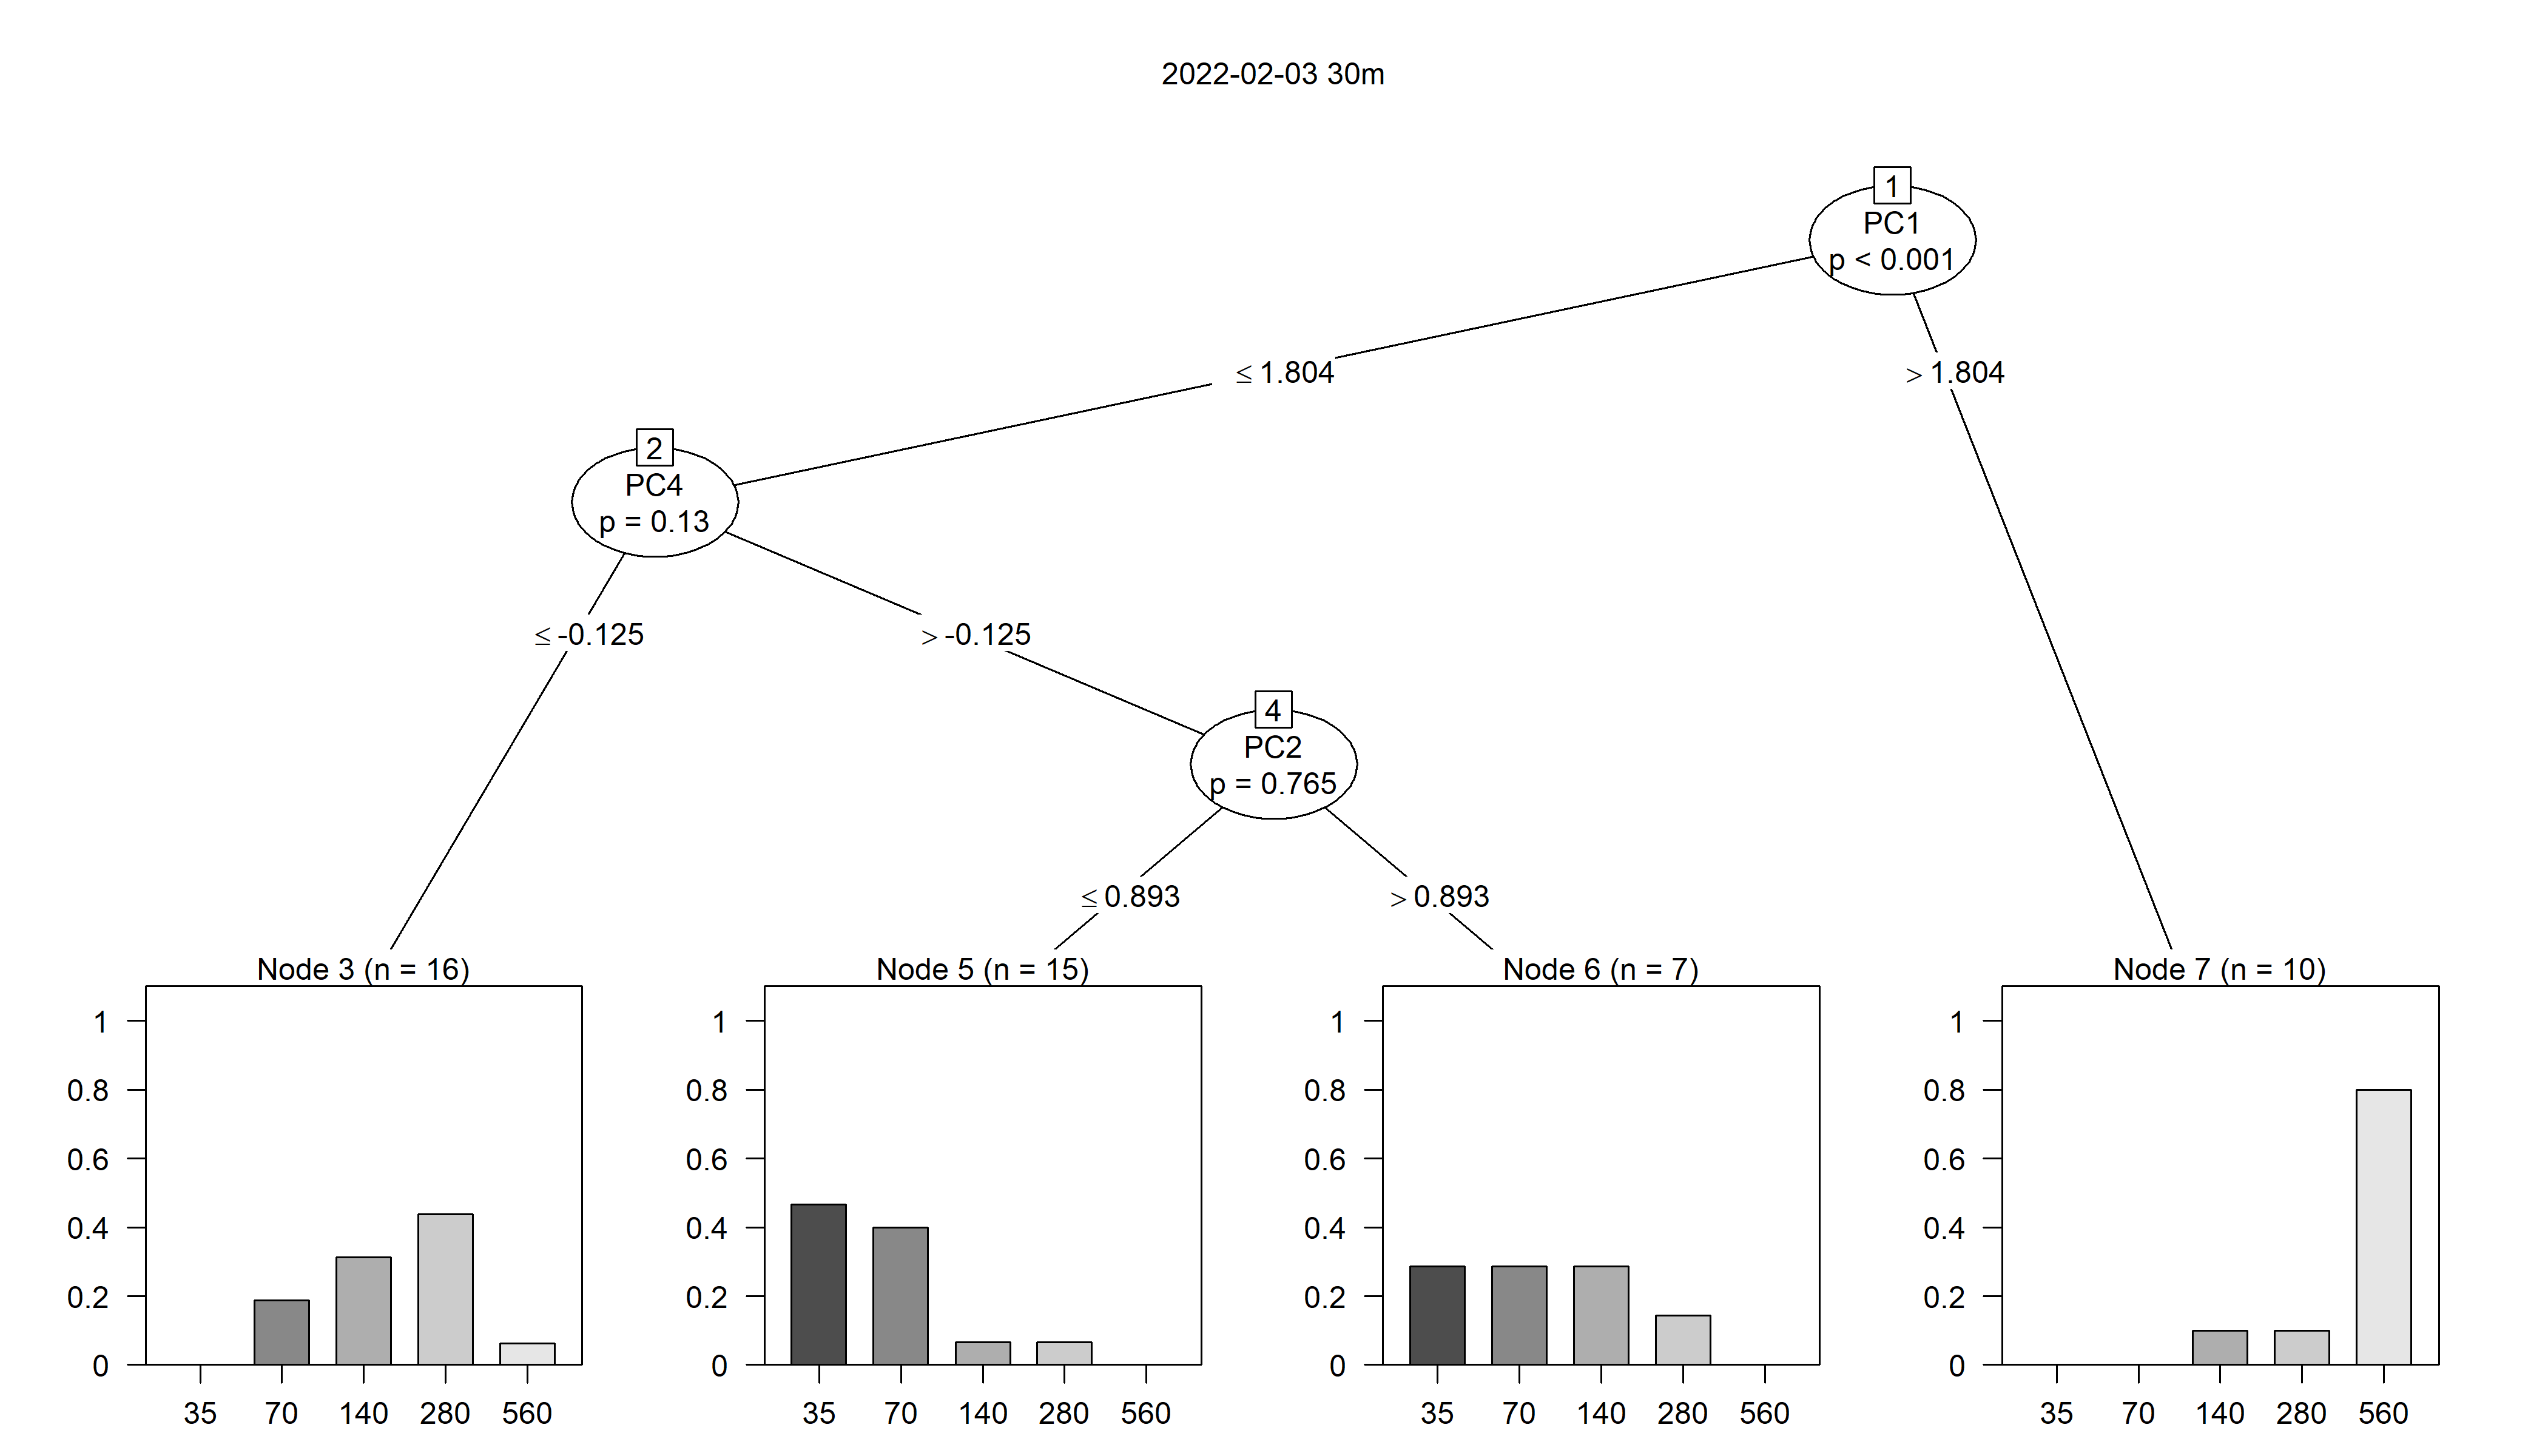 2022-02-03 30m
1
PC1
p < 0.001
≤ 1.804
> 1.804
2
PC4
p = 0.13
≤ -0.125
> -0.125
4
PC2
p = 0.765
≤ 0.893
> 0.893
Node 3 (n = 16)
1
0.8
0.6
0.4
0.2
0
35 70 140 280 560
Node 5 (n = 15)
1
0.8
0.6
0.4
0.2
0
35 70 140 280 560
Node 6 (n = 7)
1
0.8
0.6
0.4
0.2
0
35 70 140 280 560
Node 7 (n = 10)
1
0.8
0.6
0.4
0.2
0
35 70 140 280 560